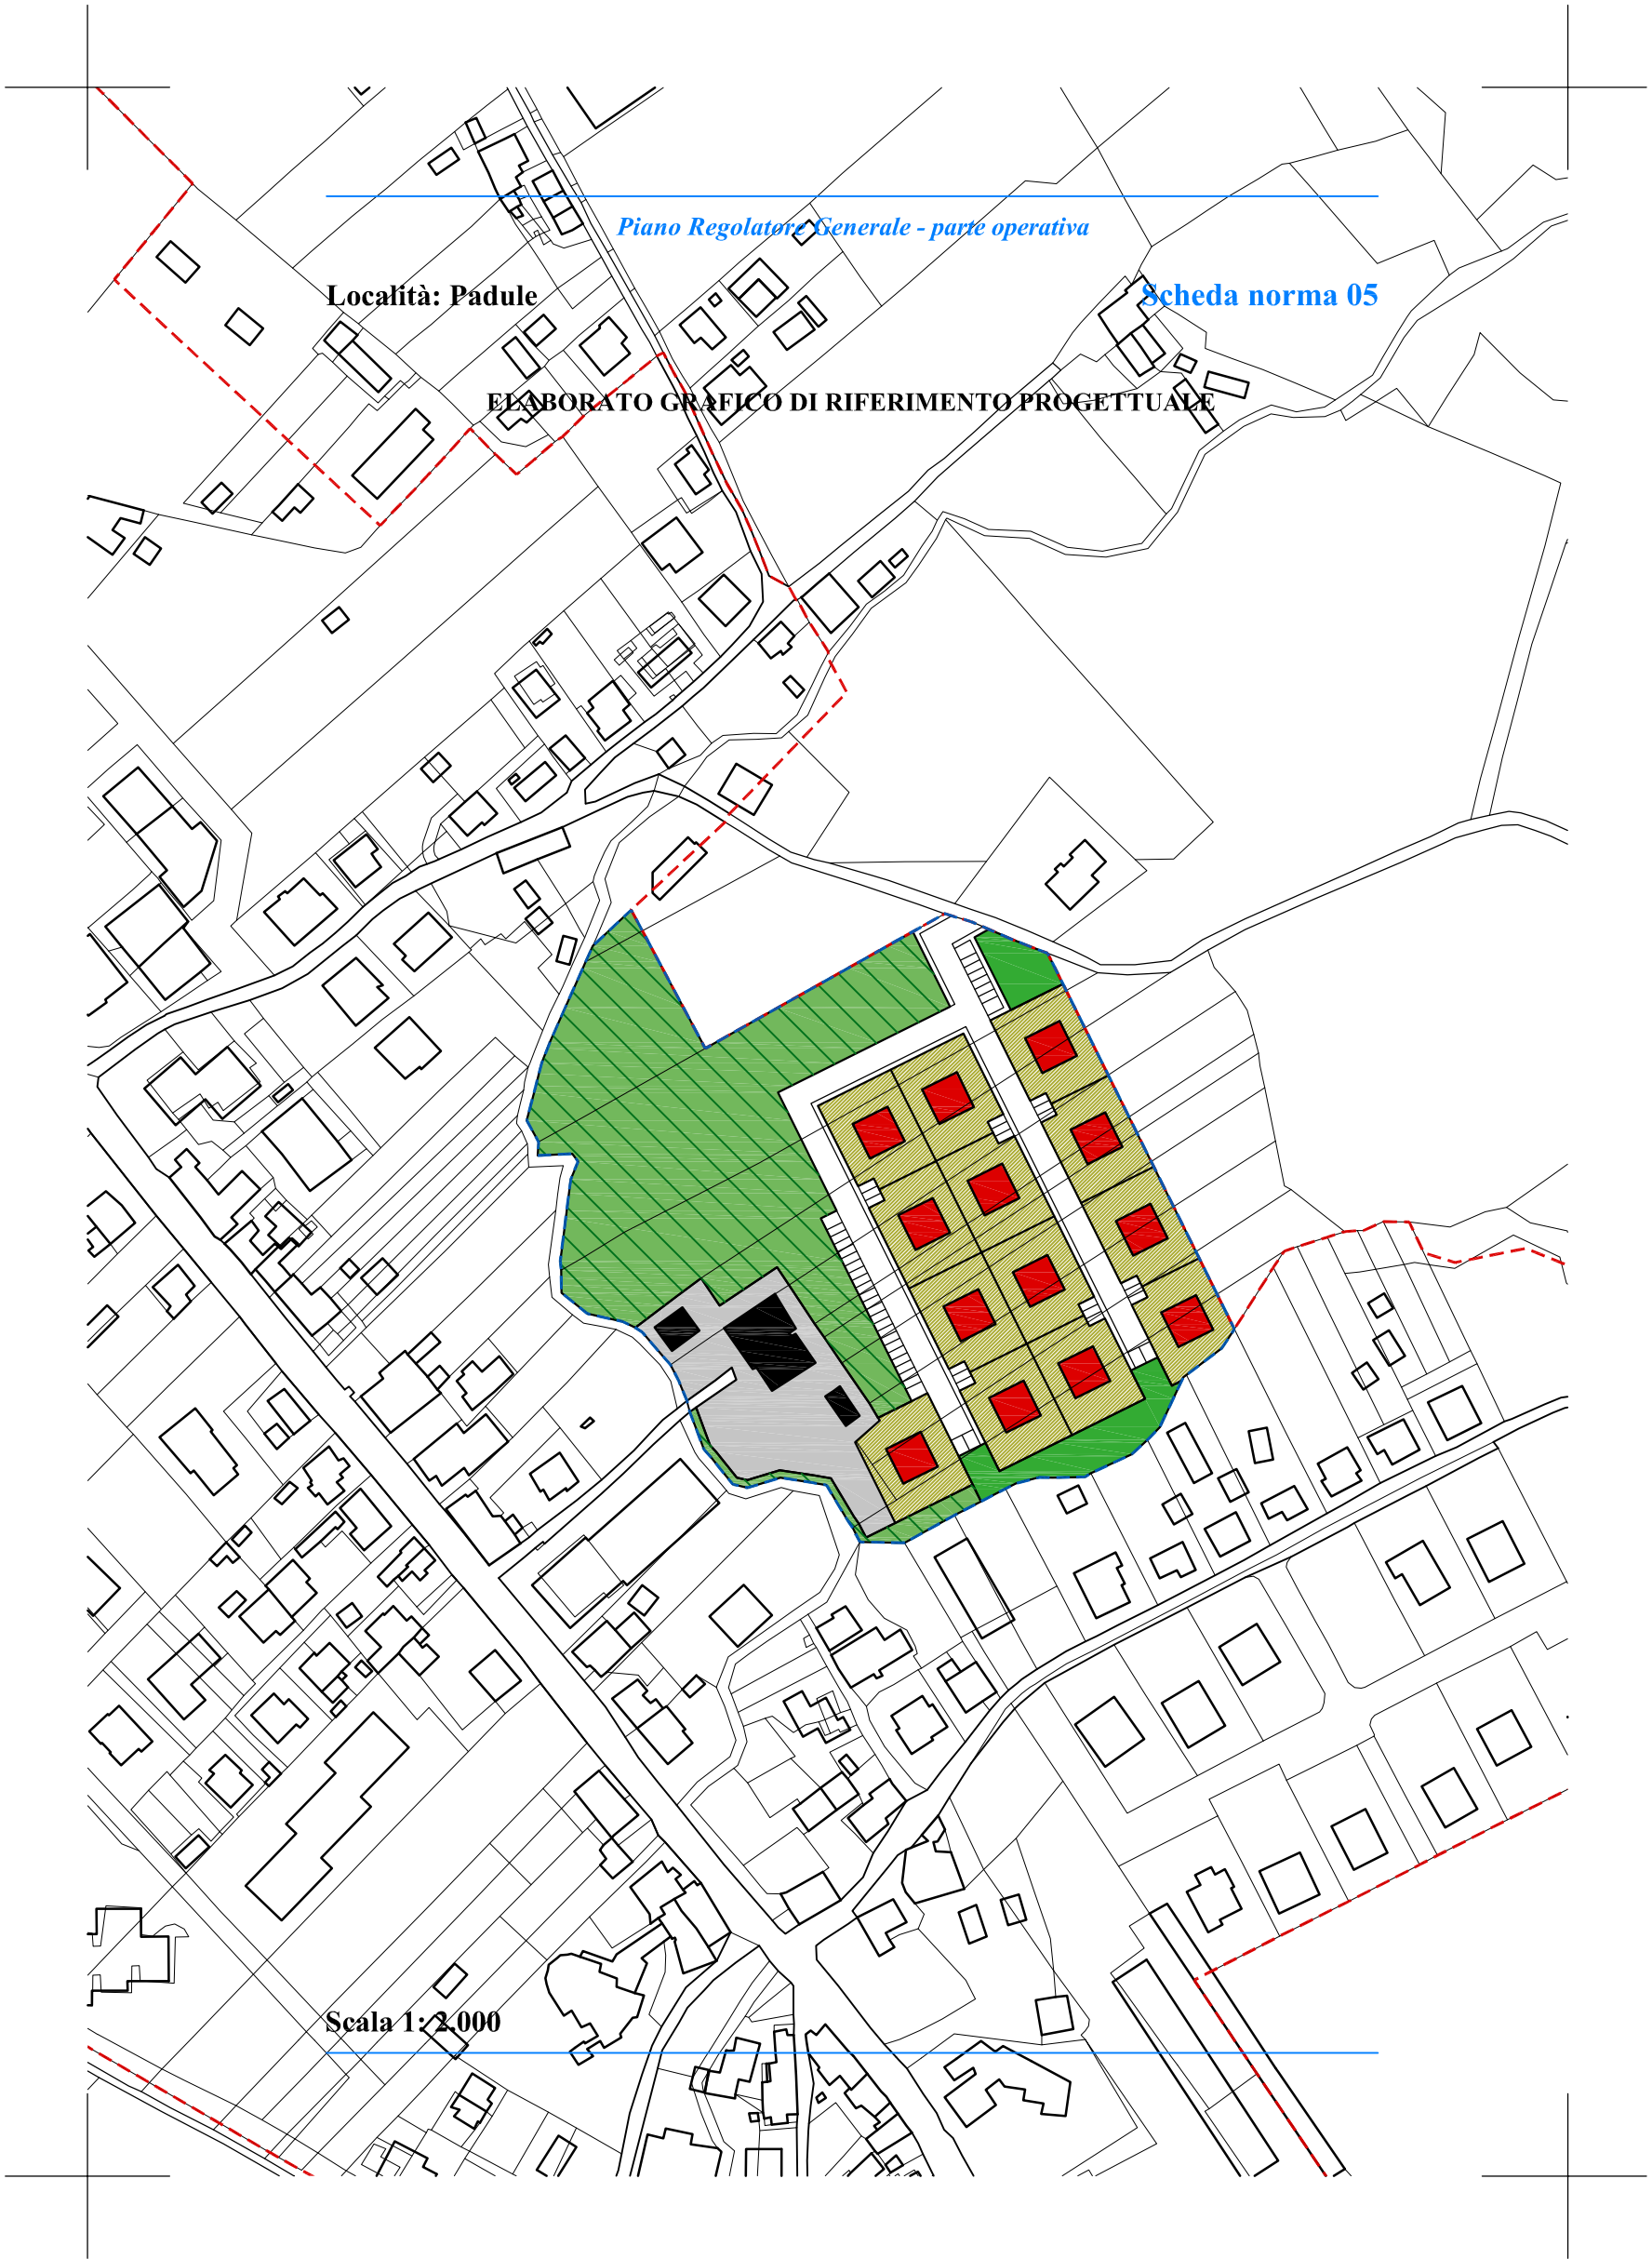 Piano Regolatore Generale - parte operativa
Località: Padule
Scheda norma 05
ELABORATO GRAFICO DI RIFERIMENTO PROGETTUALE
Scala 1: 2.000